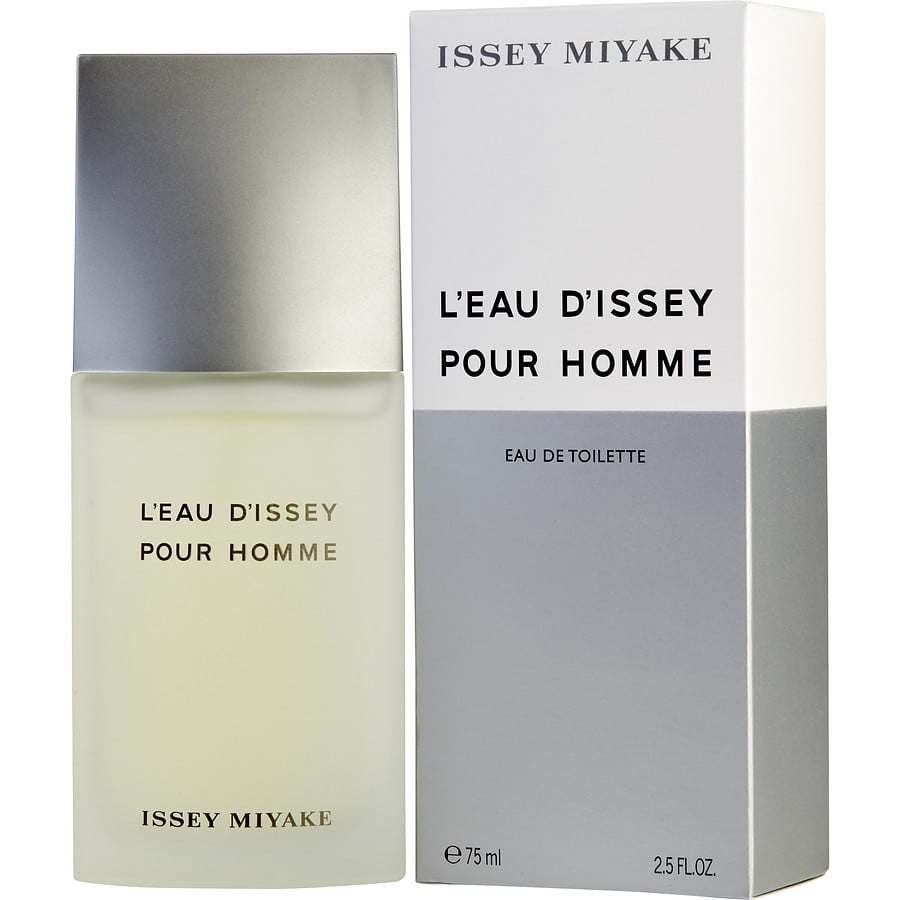 L'EAU D'ISSEY
POUR HOMME
ISSEY MIYAKE
ISSEY MIYAKE
L'EAU D'ISSEY
POUR HOMME
EAU DE TOILETTE
℮ 75 ml 2.5 FL.OZ.